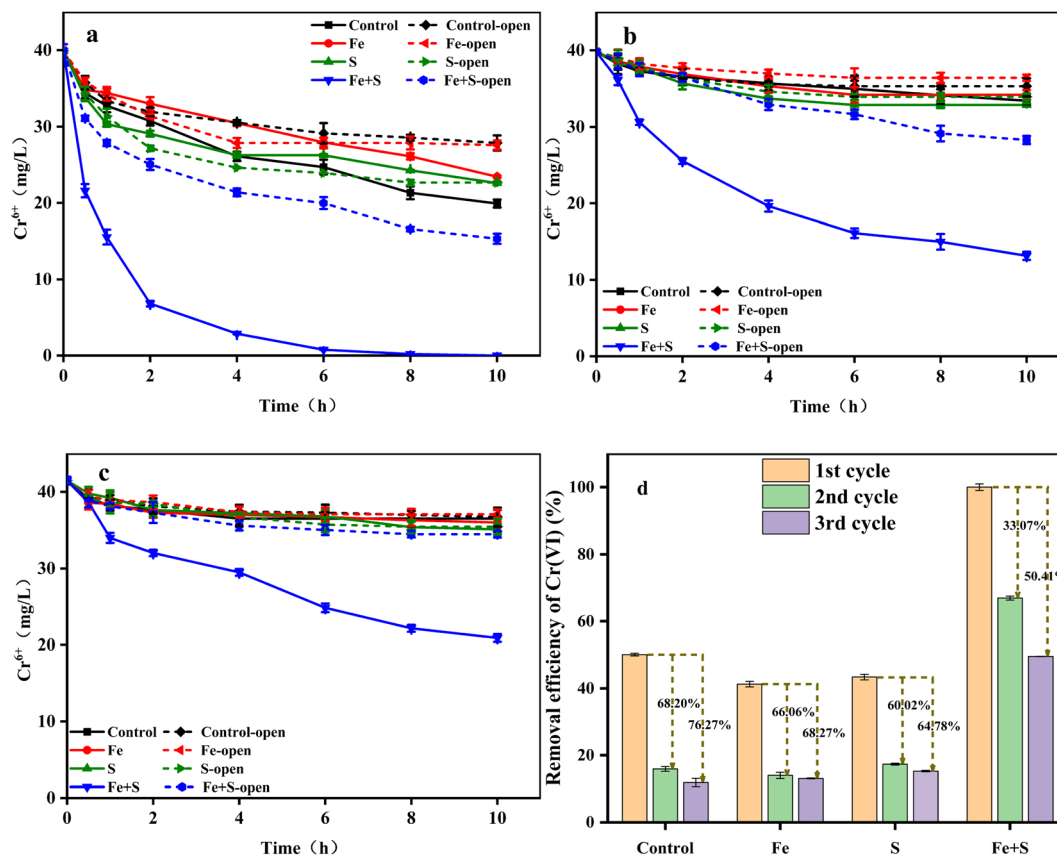 a
Control
Control-open
Fe
Fe-open
S
S-open
Fe+S
Fe+S-open
40
30
20
10
0
Cr⁶⁺（mg/L）
0
2
4
6
8
10
Time（h）
b
40
30
20
10
0
Cr⁶⁺（mg/L）
Control
Control-open
Fe
Fe-open
S
S-open
Fe+S
Fe+S-open
0
2
4
6
8
10
Time（h）
c
40
30
20
10
0
Cr⁶⁺（mg/L）
Control
Control-open
Fe
Fe-open
S
S-open
Fe+S
Fe+S-open
0
2
4
6
8
10
Time（h）
d
1st cycle
2nd cycle
3rd cycle
Removal efficiency of Cr(VI) (%)
100
80
60
40
20
0
68.20%
76.27%
66.06%
68.27%
60.02%
64.78%
33.07%
50.41%
Control
Fe
S
Fe+S